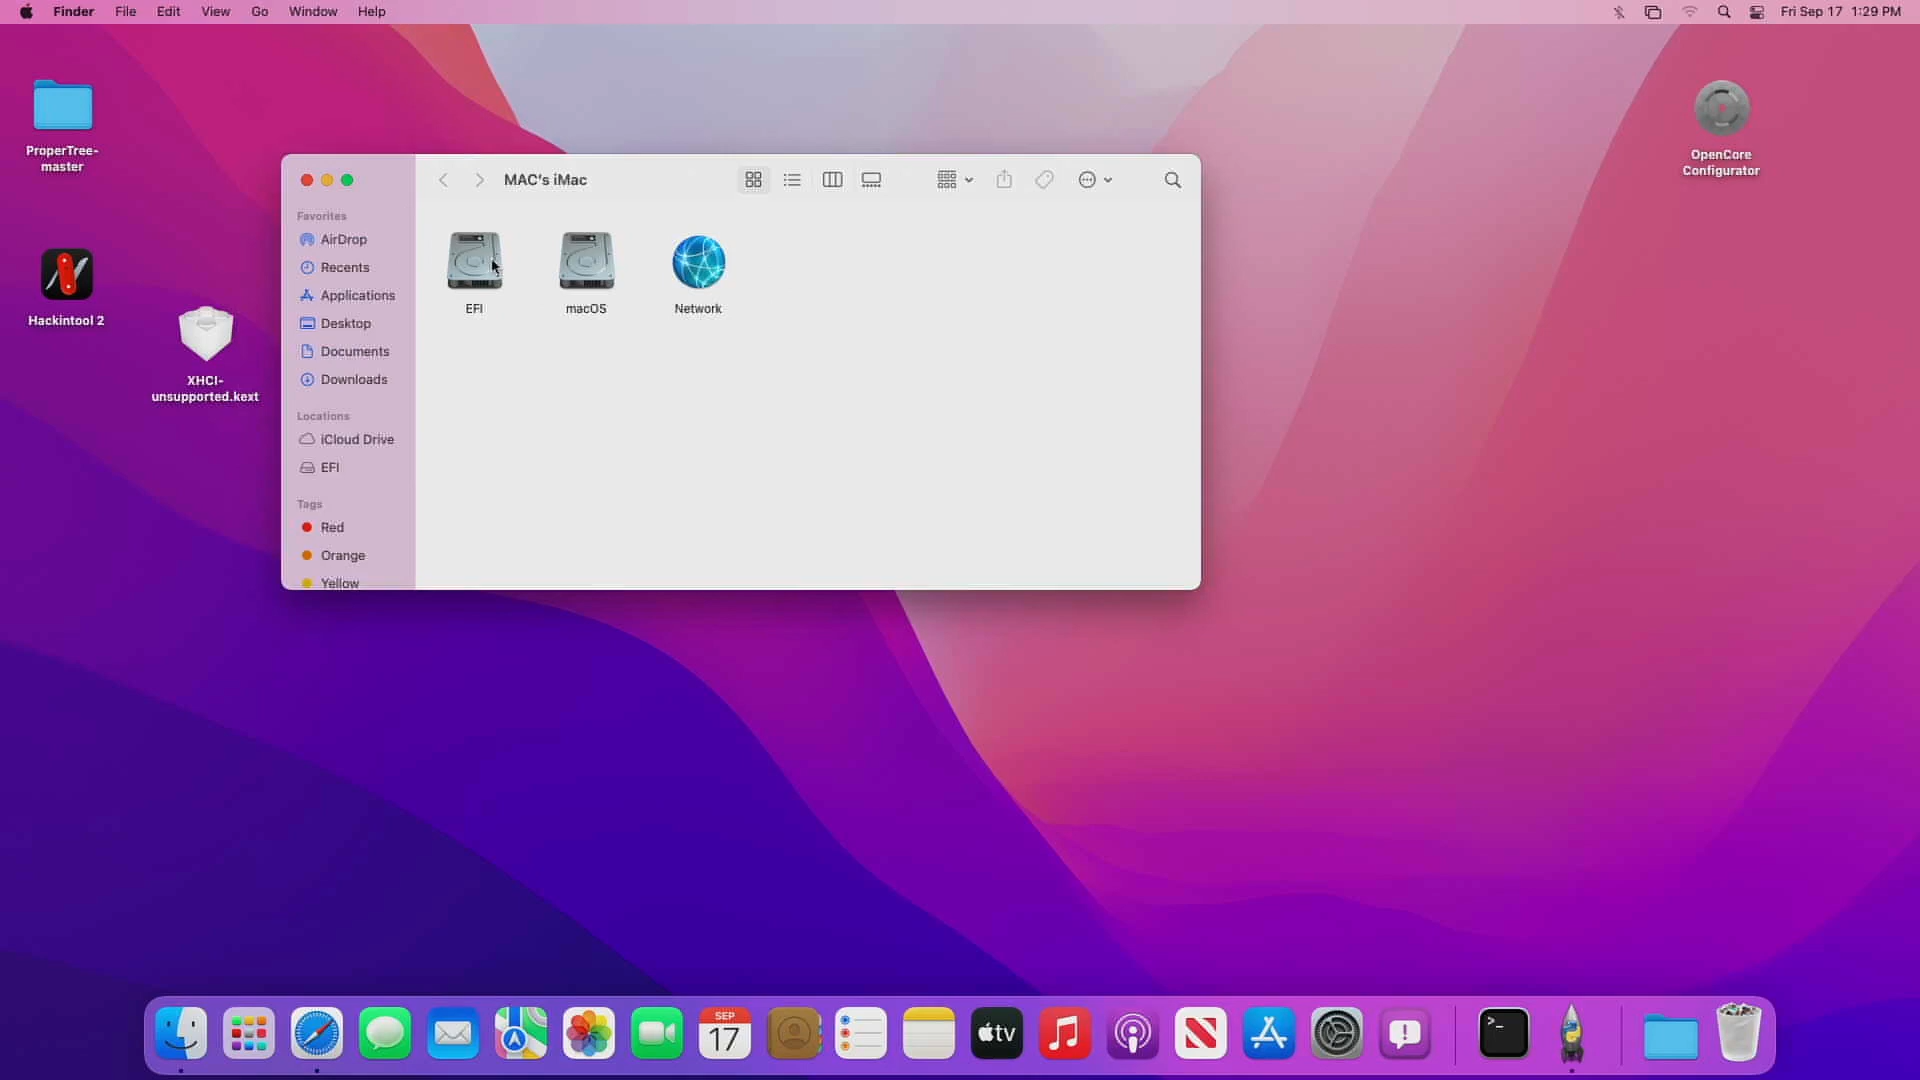 Finder File Edit View Go Window Help
Fri Sep 17 1:29 PM
ProperTree-
master
Hackintool 2
XHCI-
unsupported.kext
OpenCore
Configurator
MAC's iMac
Favorites
AirDrop
Recents
Applications
Desktop
Documents
Downloads
Locations
iCloud Drive
EFI
Tags
Red
Orange
Yellow
EFI
macOS
Network
SEP
17
tv
>_